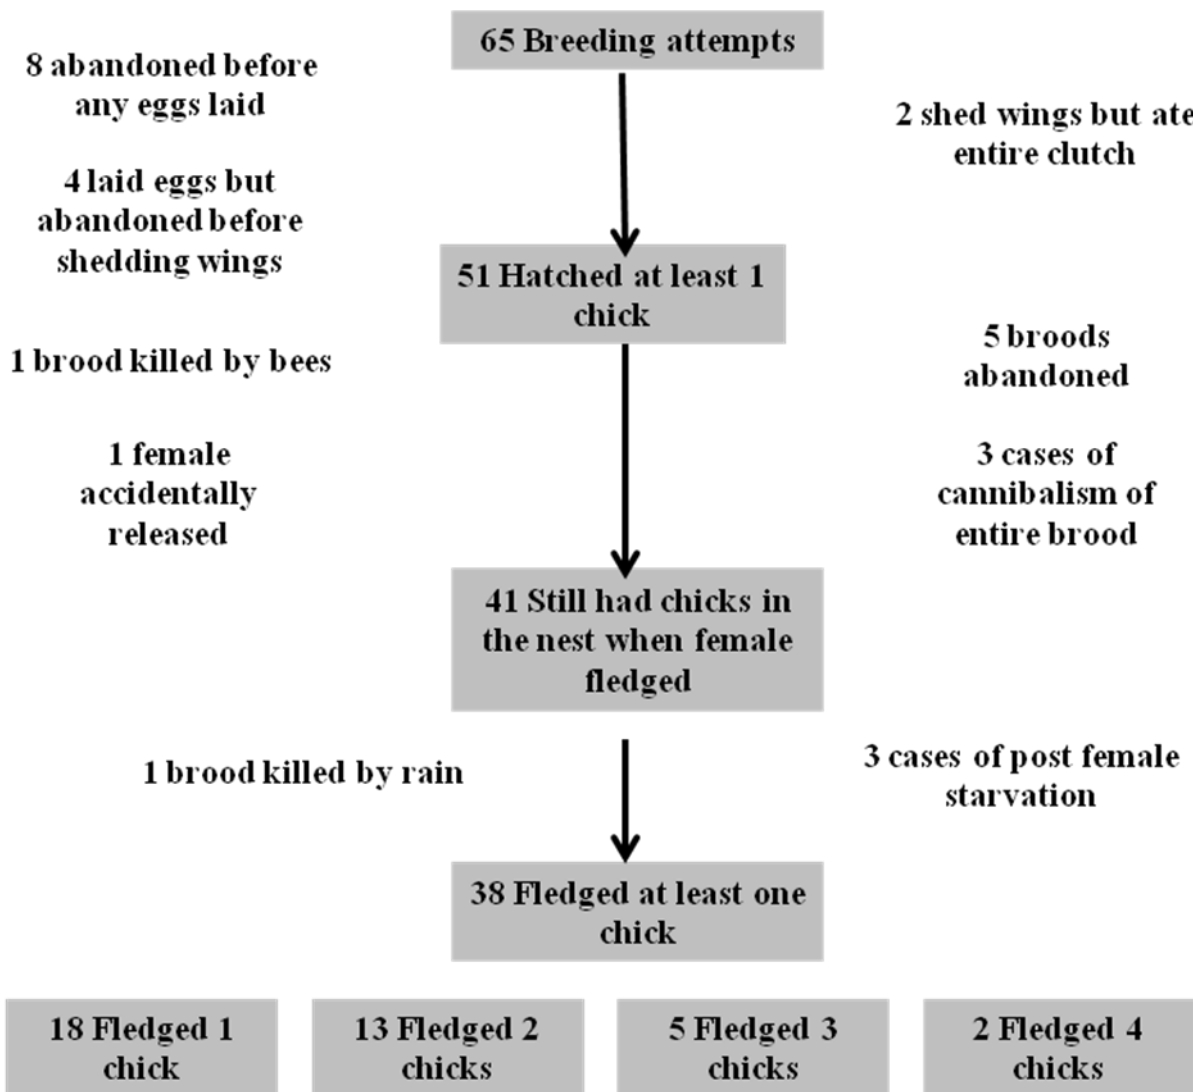 65 Breeding attempts
8 abandoned before
any eggs laid
2 shed wings but ate
entire clutch
4 laid eggs but
abandoned before
shedding wings
51 Hatched at least 1
chick
1 brood killed by bees
5 broods
abandoned
1 female
accidentally
released
3 cases of
cannibalism of
entire brood
41 Still had chicks in
the nest when female
fledged
1 brood killed by rain
3 cases of post female
starvation
38 Fledged at least one
chick
18 Fledged 1
chick
13 Fledged 2
chicks
5 Fledged 3
chicks
2 Fledged 4
chicks